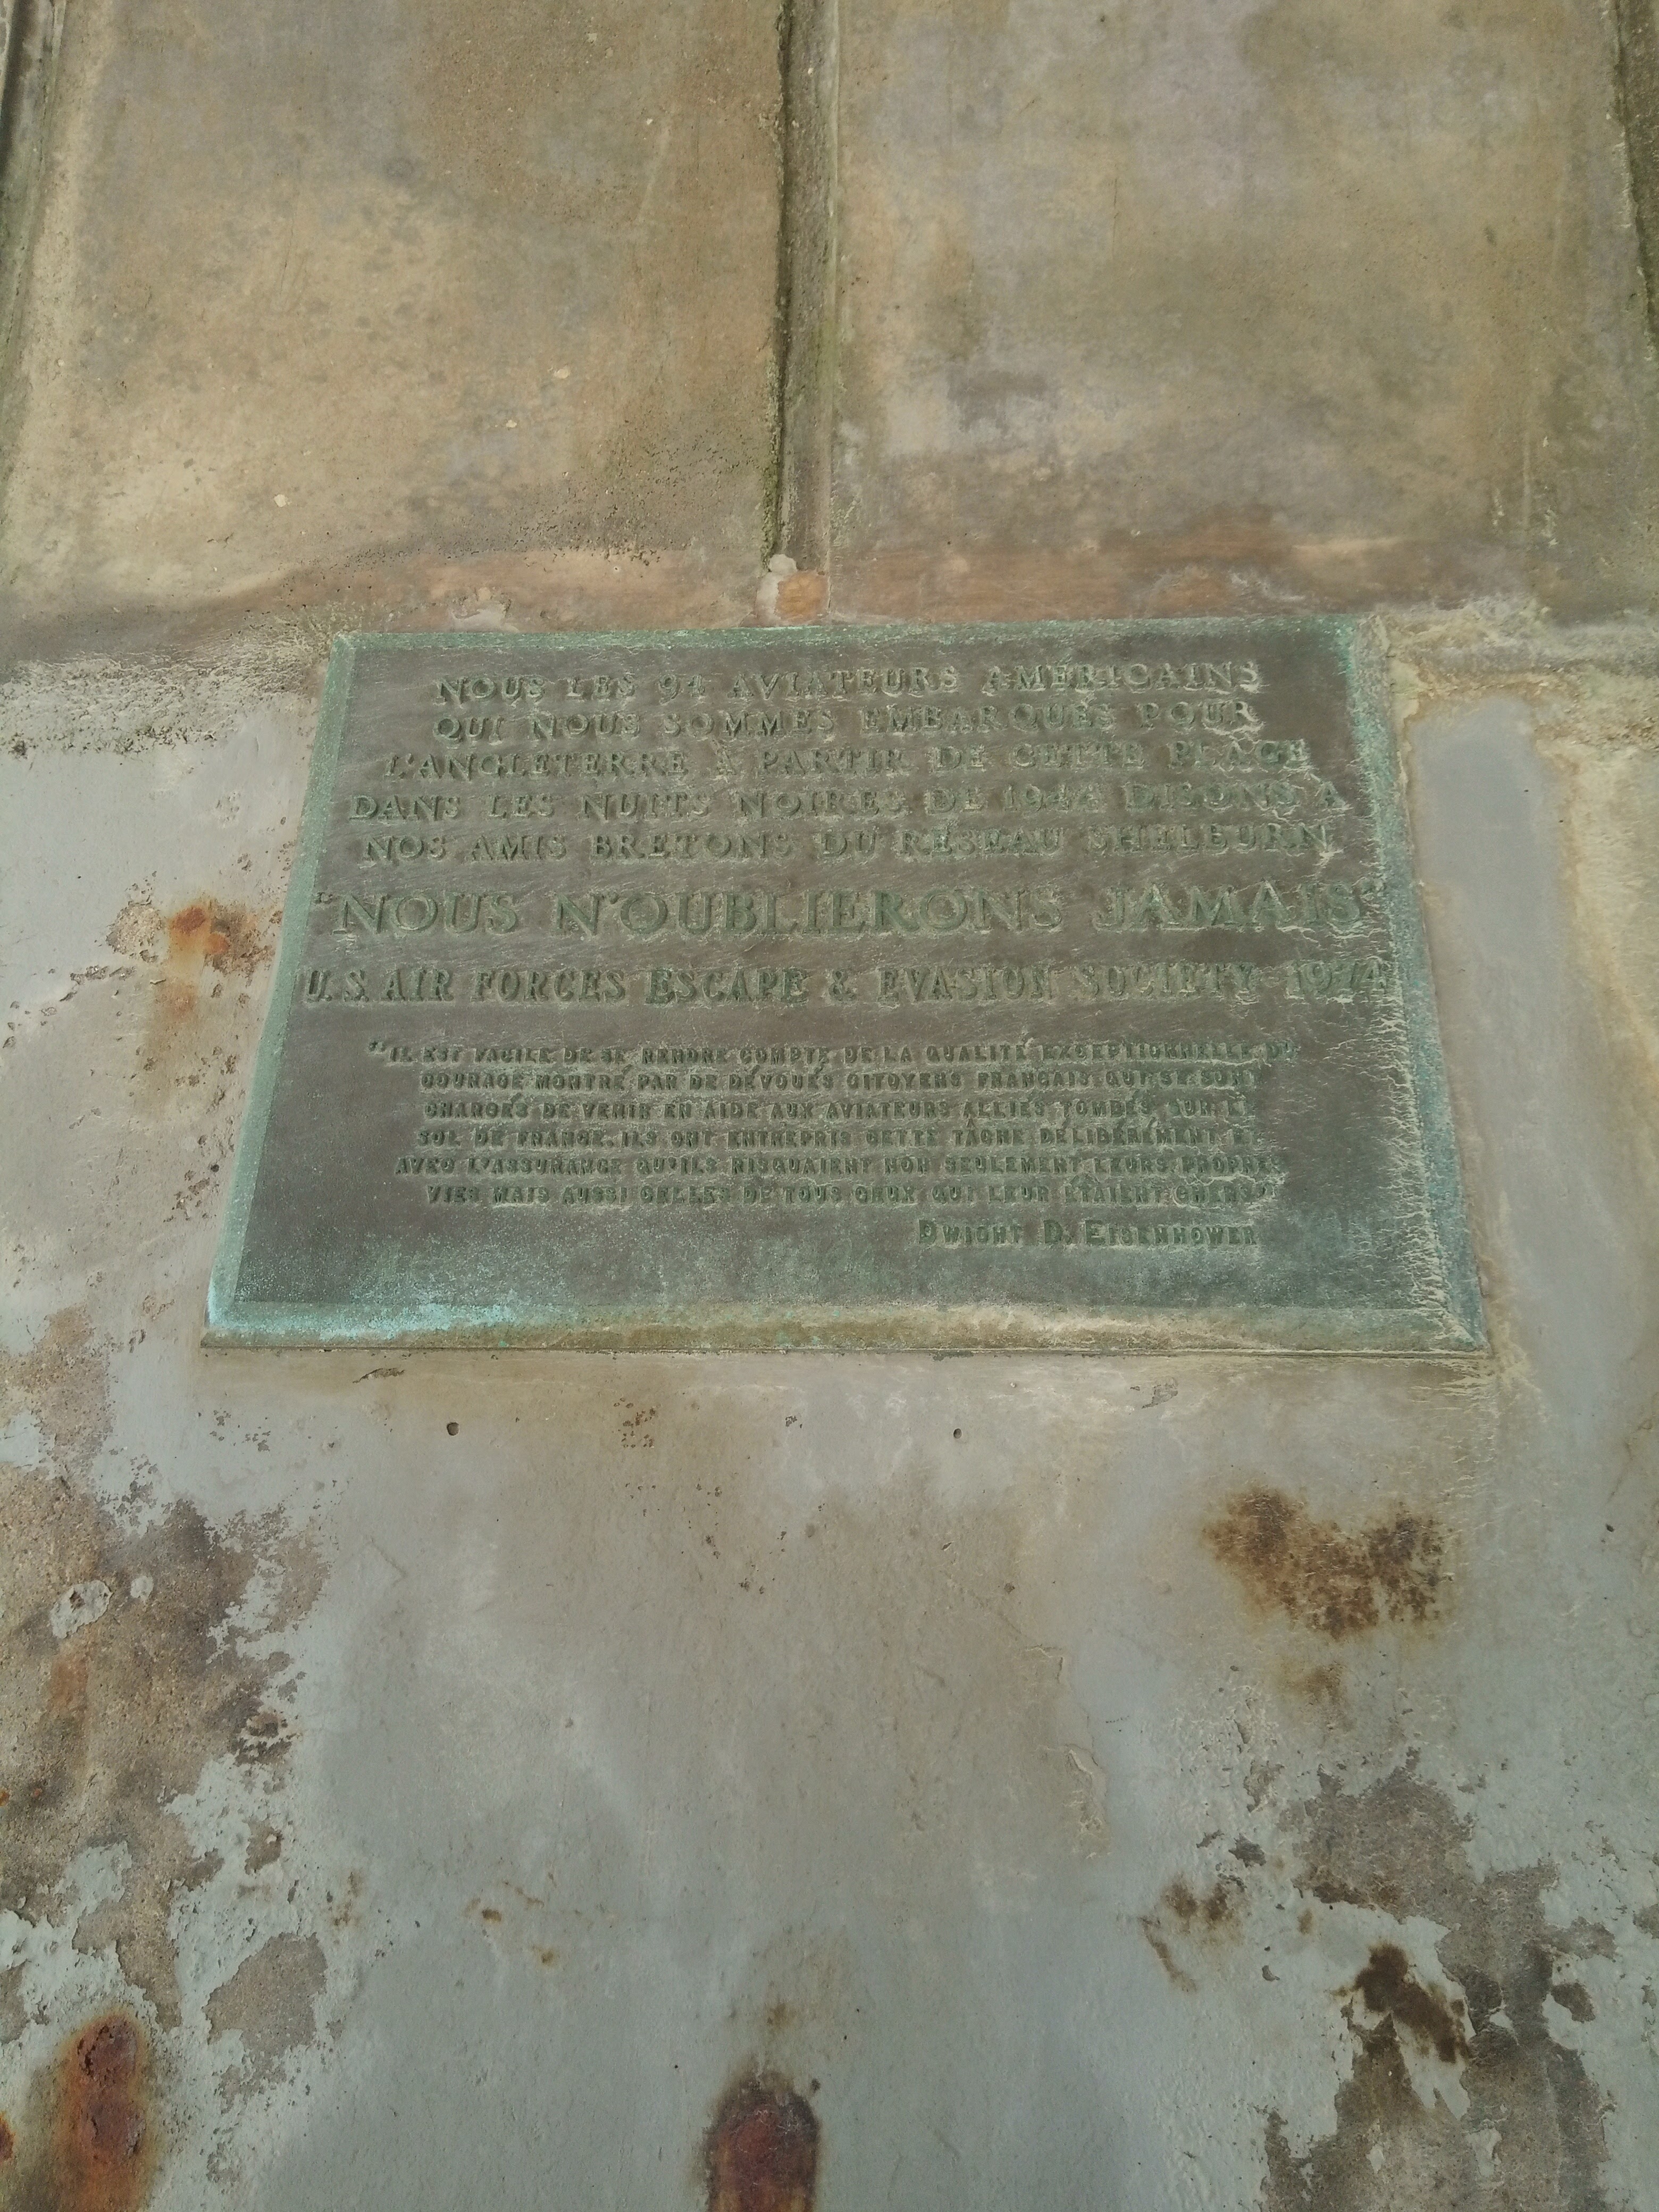 NOUS LES 94 AVIATEURS AMERICAINS
QUI NOUS SOMMES EMBARQUÉS POUR
L'ANGLETERRE À PARTIR DE CETTE PLAGE
DANS LES NUITS NOIRES DE 1944 DISONS A
NOS AMIS BRETONS DU RÉSEAU SHELBURN
"NOUS N'OUBLIERONS JAMAIS"
U.S. AIR FORCES ESCAPE & EVASION SOCIETY 1974
"IL EST FACILE DE SE RENDRE COMPTE DE LA QUALITÉ EXCEPTIONNELLE DU
COURAGE MONTRÉ PAR DE DÉVOUÉS CITOYENS FRANCAIS QUI SE SONT
CHARGÉS DE VENIR EN AIDE AUX AVIATEURS ALLIÉS TOMBÉS SUR LE
SOL DE FRANCE. ILS ONT ENTREPRIS CETTE TÂCHE DÉLIBÉRÉMENT ET
AVEC L'ASSURANCE QU'ILS RISQUAIENT NON SEULEMENT LEURS PROPRES
VIES MAIS AUSSI CELLES DE TOUS CEUX QUI LEUR ÉTAIENT CHERS."
DWIGHT D. EISENHOWER